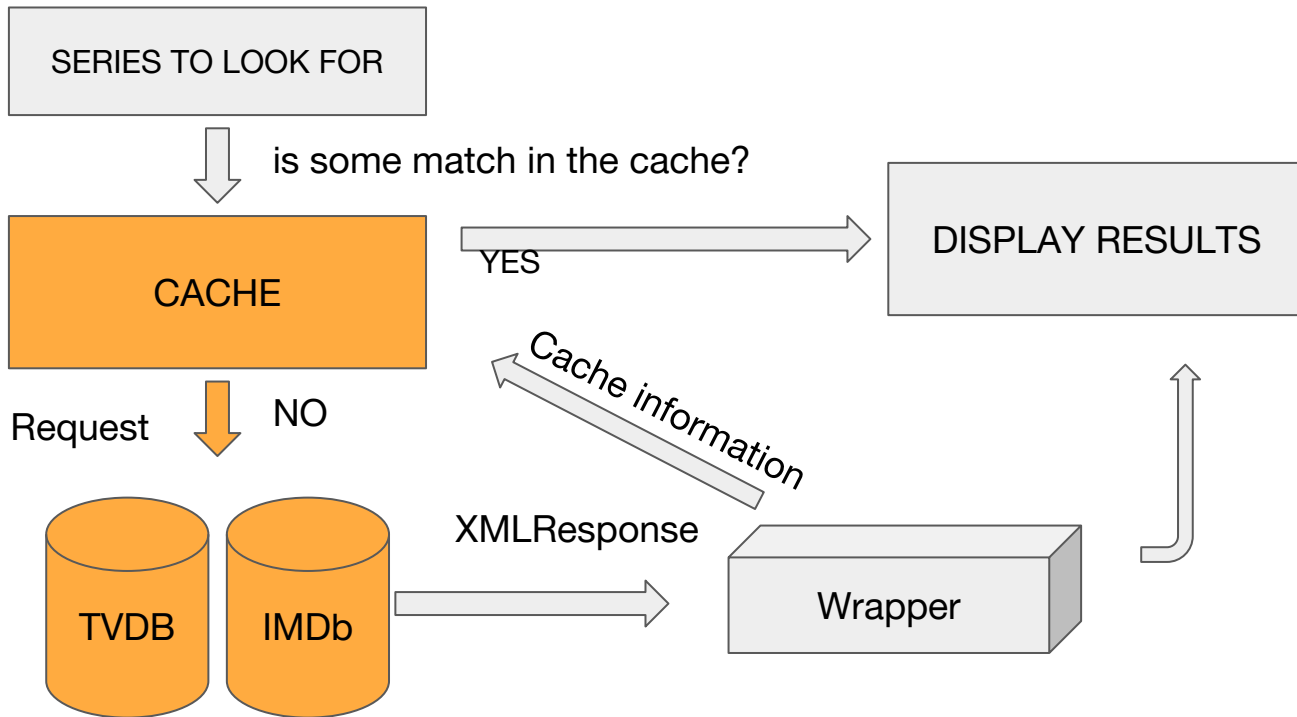 SERIES TO LOOK FOR
is some match in the cache?
CACHE
YES
DISPLAY RESULTS
Request
NO
Cache information
TVDB
IMDb
XMLResponse
Wrapper